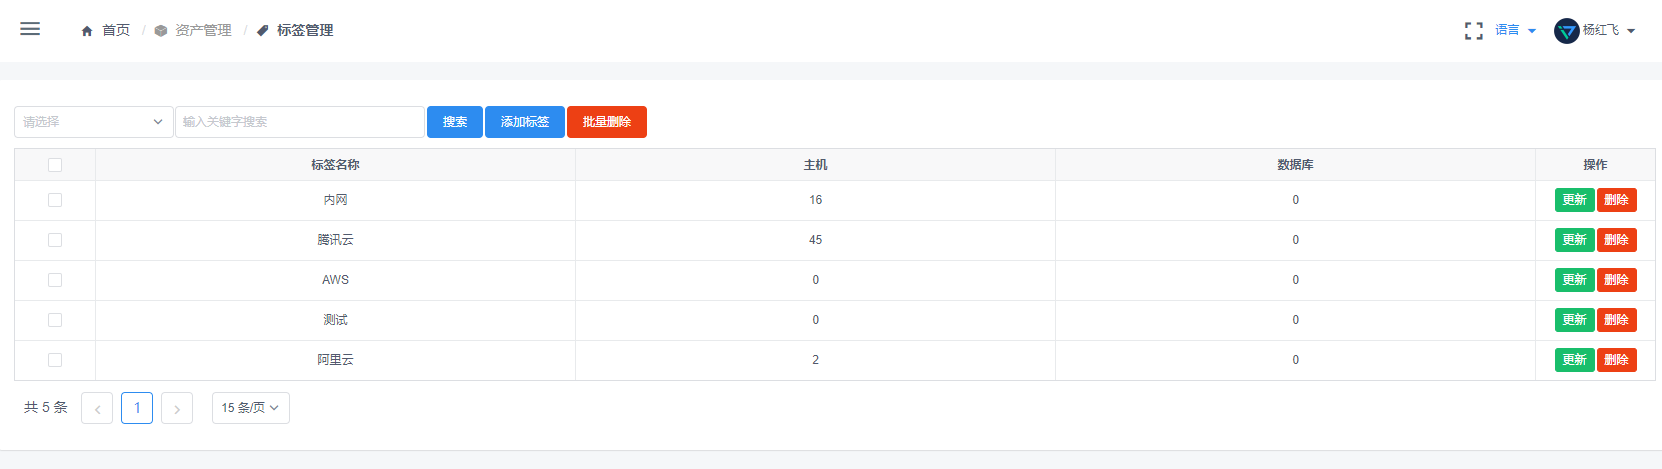 首页 / 资产管理 / 标签管理 语言 杨红飞
请选择 输入关键字搜索 搜索 添加标签 批量删除
标签名称 主机 数据库 操作
内网 16 0 更新 删除
腾讯云 45 0 更新 删除
AWS 0 0 更新 删除
测试 0 0 更新 删除
阿里云 2 0 更新 删除
共 5 条 1 15 条/页